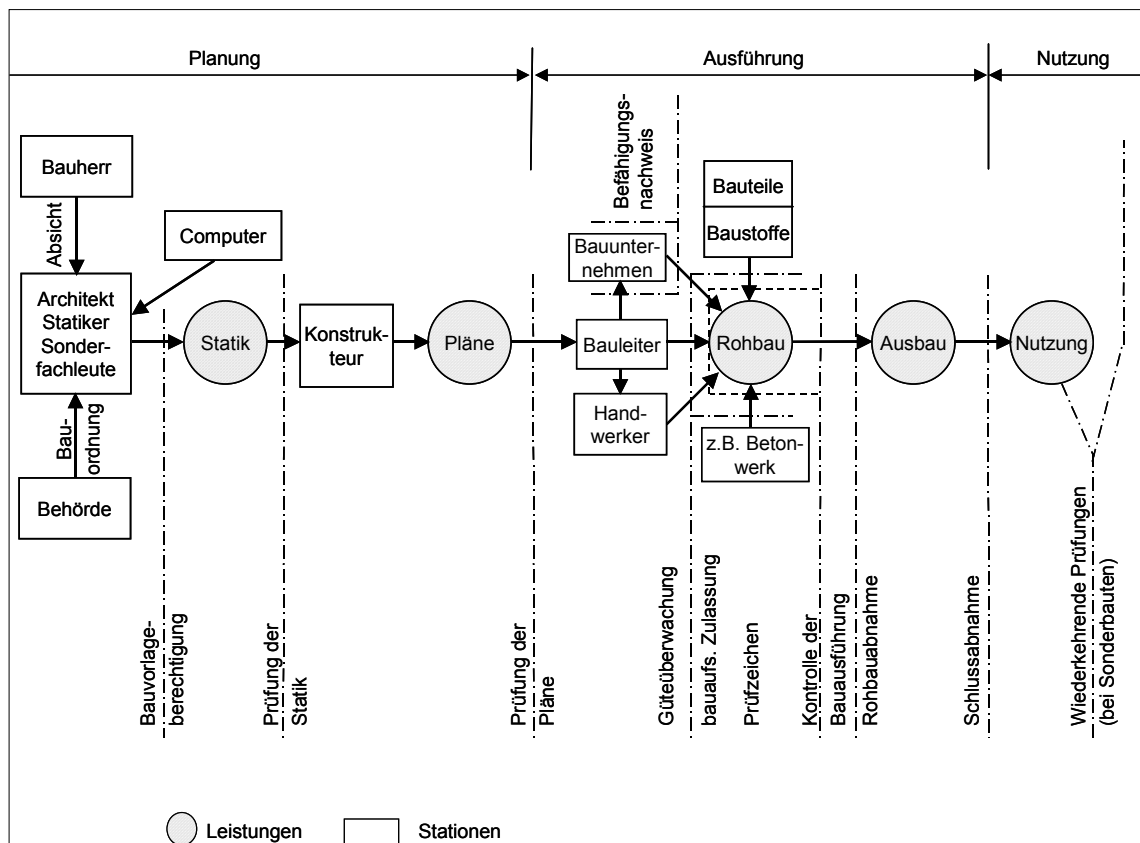 Planung
Ausführung
Nutzung
Bauherr
Absicht
Computer
Architekt
Statiker
Sonder-
fachleute
Bau-
ordnung
Behörde
Statik
Konstruk-
teur
Pläne
Befähigungs-
nachweis
Bauunter-
nehmen
Bauleiter
Hand-
werker
Bauteile
Baustoffe
Rohbau
z.B. Beton-
werk
Ausbau
Nutzung
Bauvorlage-
berechtigung
Prüfung der
Statik
Prüfung der
Pläne
Güteüberwachung
bauaufs. Zulassung
Prüfzeichen
Kontrolle der
Bauausführung
Rohbauabnahme
Schlussabnahme
Wiederkehrende Prüfungen
(bei Sonderbauten)
Leistungen
Stationen